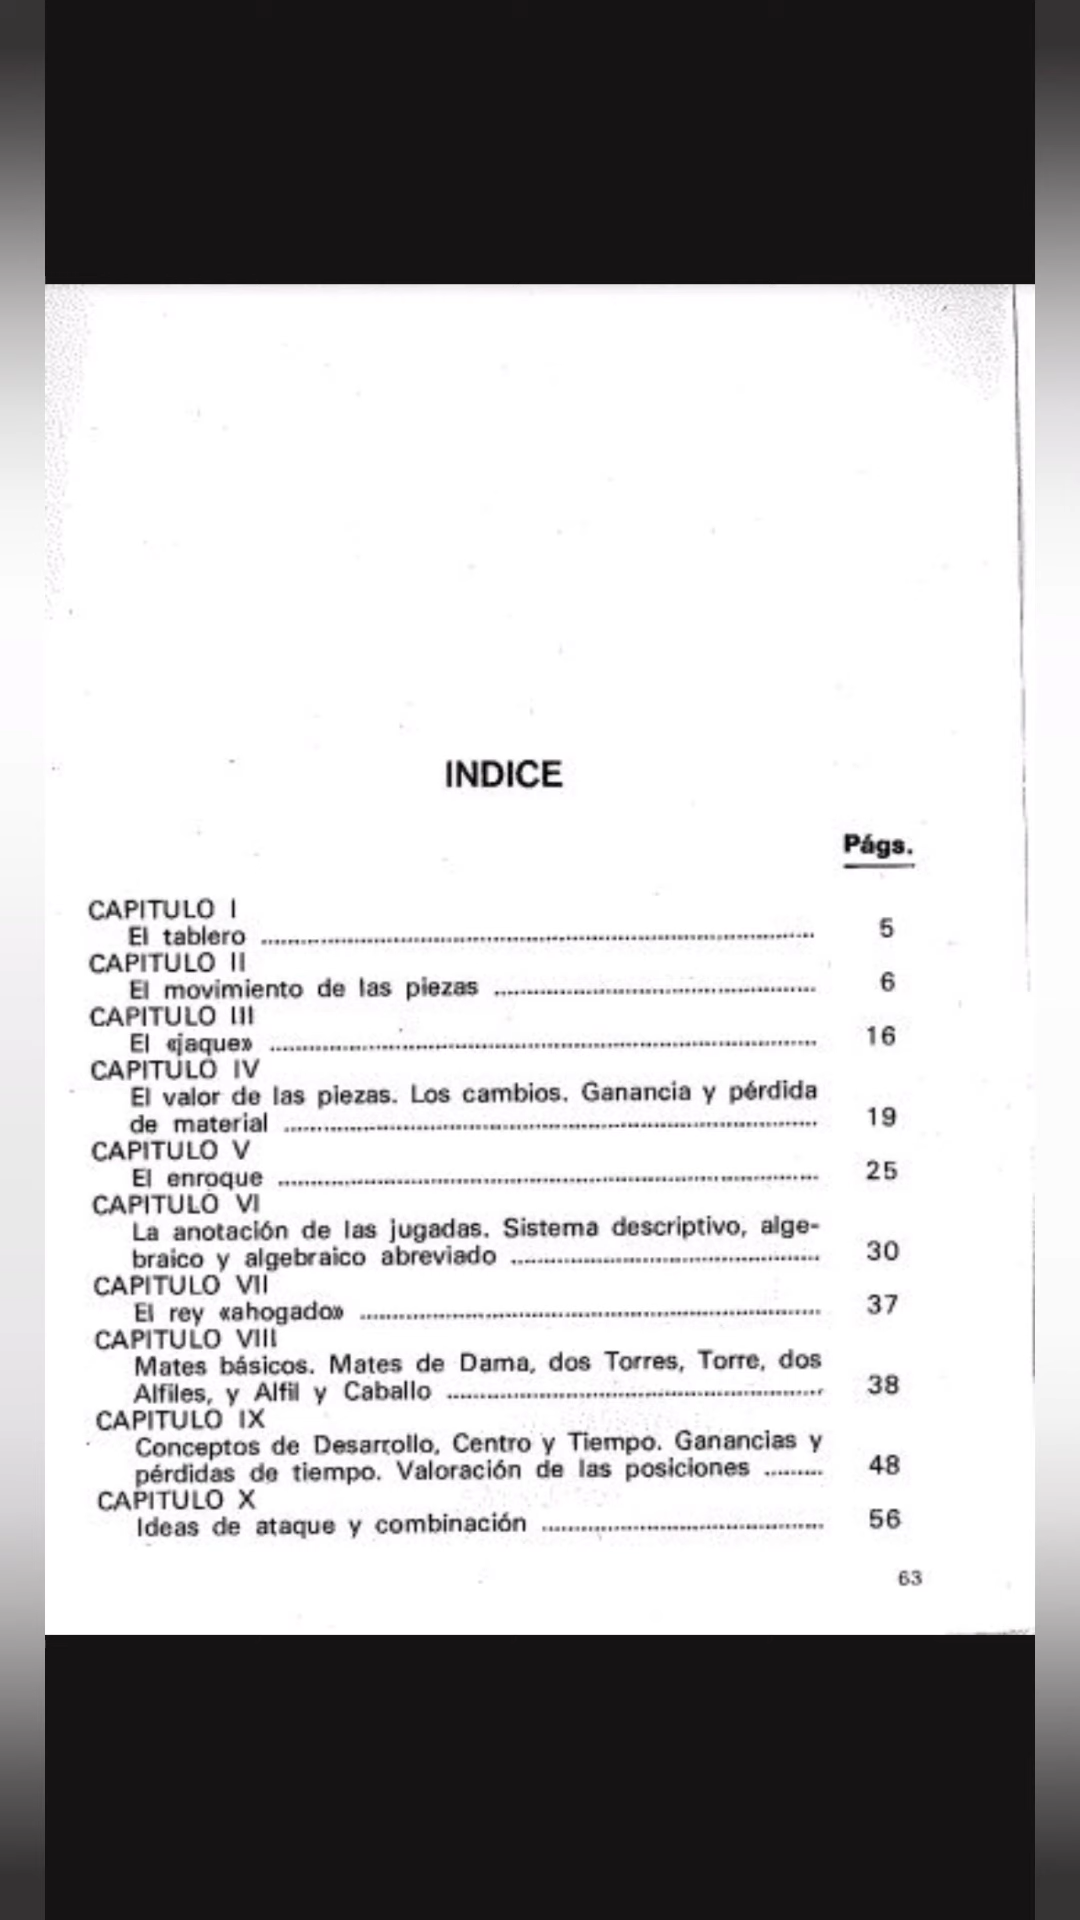 INDICE
Págs.
CAPITULO I
El tablero ........ 5
CAPITULO II
El movimiento de las piezas ........ 6
CAPITULO III
El «jaque» ........ 16
CAPITULO IV
El valor de las piezas. Los cambios. Ganancia y pérdida
de material ........ 19
CAPITULO V
El enroque ........ 25
CAPITULO VI
La anotación de las jugadas. Sistema descriptivo, alge-
braico y algebraico abreviado ........ 30
CAPITULO VII
El rey «ahogado» ........ 37
CAPITULO VIII
Mates básicos. Mates de Dama, dos Torres, Torre, dos
Alfiles, y Alfil y Caballo ........ 38
CAPITULO IX
Conceptos de Desarrollo, Centro y Tiempo. Ganancias y
pérdidas de tiempo. Valoración de las posiciones ........ 48
CAPITULO X
Ideas de ataque y combinación ........ 56
63